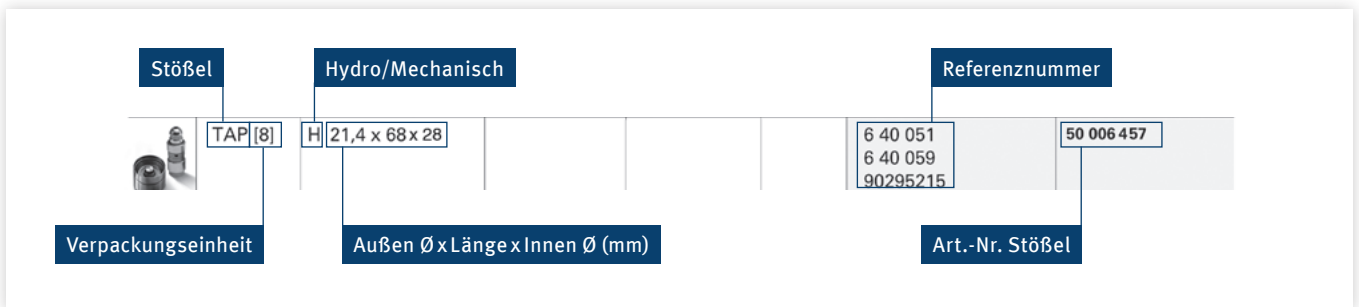 Stößel
Hydro/Mechanisch
Referenznummer
TAP [8] H 21,4 x 68 x 28 6 40 051 50 006 457
6 40 059
90295215
Verpackungseinheit
Außen Ø x Länge x Innen Ø (mm)
Art.-Nr. Stößel